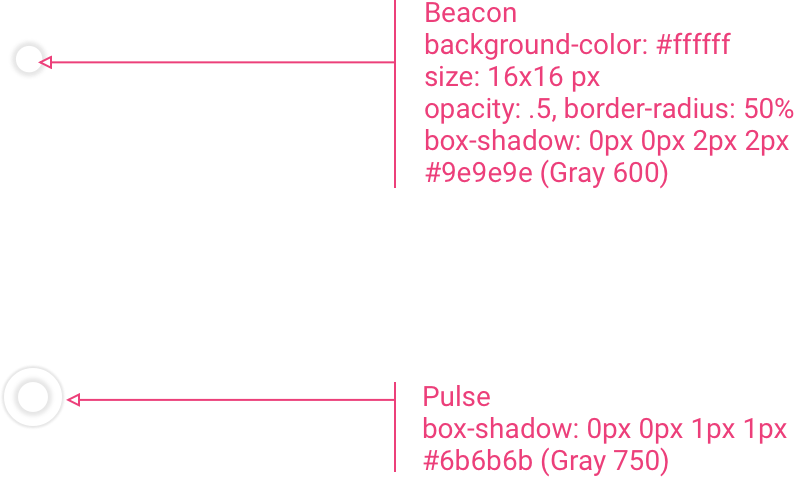 Beacon
background-color: #ffffff
size: 16x16 px
opacity: .5, border-radius: 50%
box-shadow: 0px 0px 2px 2px
#9e9e9e (Gray 600)
Pulse
box-shadow: 0px 0px 1px 1px
#6b6b6b (Gray 750)